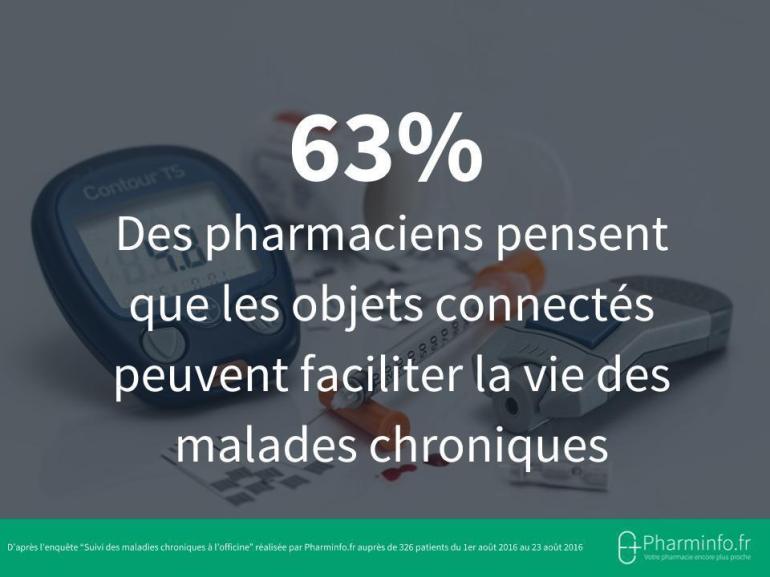 63%
Contour TS
Des pharmaciens pensent
que les objets connectés
peuvent faciliter la vie des
malades chroniques
D'après l'enquête "Suivi des maladies chroniques à l'officine" réalisée par Pharminfo.fr auprès de 326 patients du 1er août 2016 au 23 août 2016
Pharminfo.fr
Votre pharmacie encore plus proche